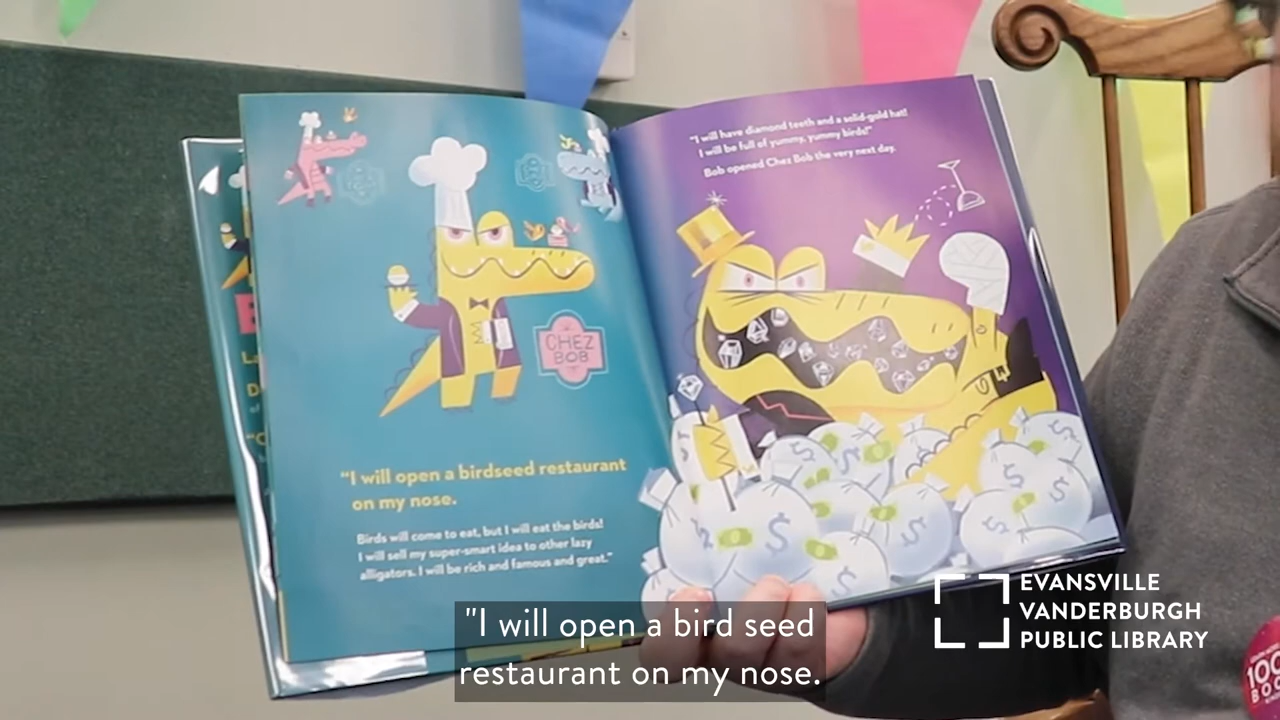 "I will have diamond teeth and a solid-gold hat!
I will be full of yummy, yummy birds!"
Bob opened Chez Bob the very next day.
CHEZ
BOB
"I will open a birdseed restaurant
on my nose.
Birds will come to eat, but I will eat the birds!
I will sell my super-smart idea to other lazy
alligators. I will be rich and famous and great."
"I will open a bird seed
restaurant on my nose.
EVANSVILLE
VANDERBURGH
PUBLIC LIBRARY